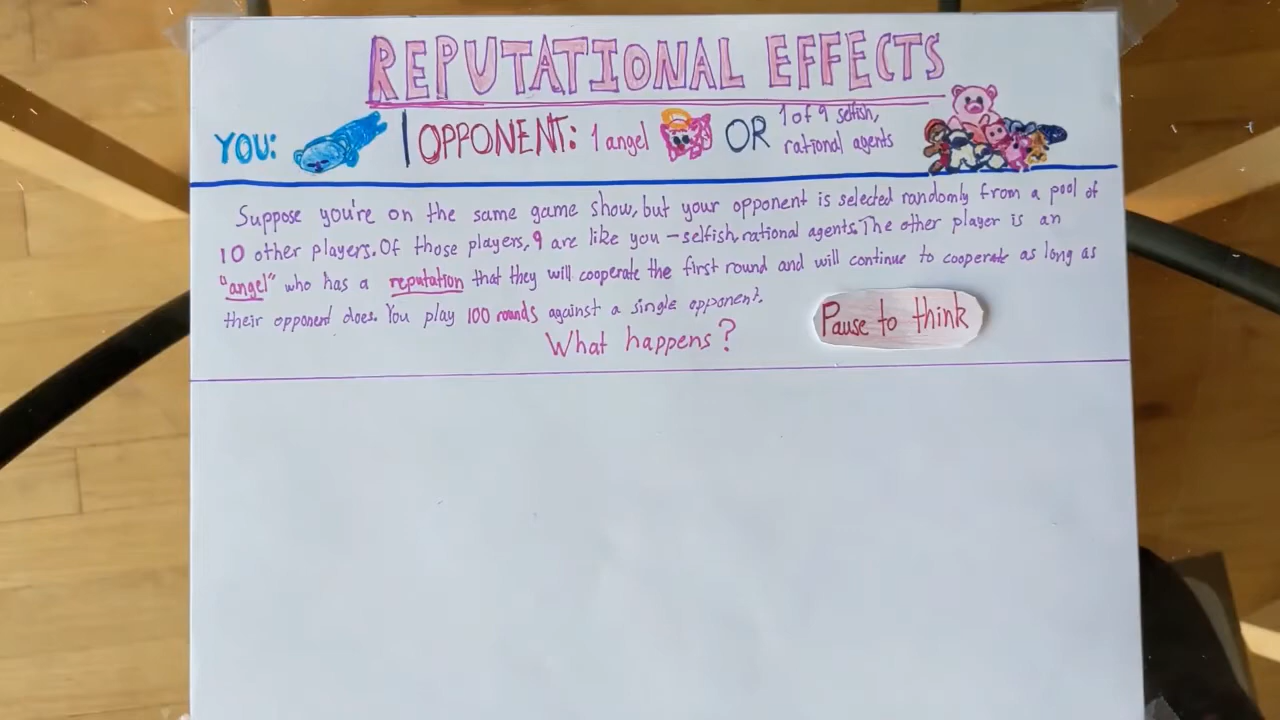 REPUTATIONAL EFFECTS
YOU: OPPONENT: 1 angel OR 1 of 9 selfish, rational agents
Suppose you're on the same game show, but your opponent is selected randomly from a pool of
10 other players. Of those players, 9 are like you – selfish, rational agents. The other player is an
"angel" who has a reputation that they will cooperate the first round and will continue to cooperate as long as
their opponent does. You play 100 rounds against a single opponent.
What happens?
Pause to think